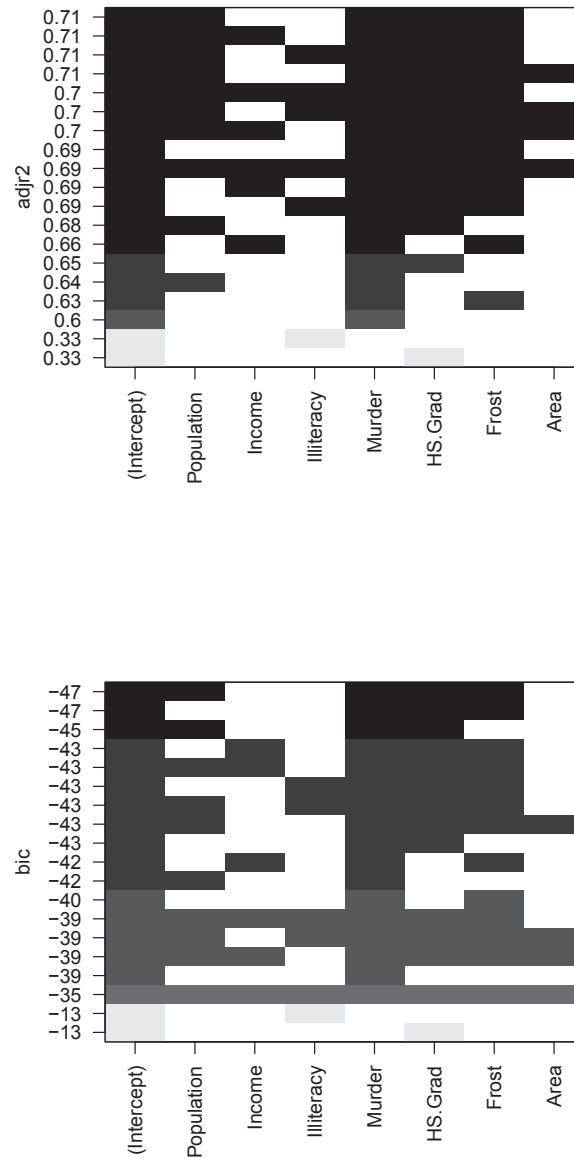 0.71
0.71
0.71
0.71
0.7
0.7
0.7
0.69
0.69
0.69
0.69
0.68
0.66
0.65
0.64
0.63
0.6
0.33
0.33
adjr2
(Intercept)
Population
Income
Illiteracy
Murder
HS.Grad
Frost
Area
−47
−47
−45
−43
−43
−43
−43
−43
−43
−42
−42
−40
−39
−39
−39
−39
−35
−13
−13
bic
(Intercept)
Population
Income
Illiteracy
Murder
HS.Grad
Frost
Area